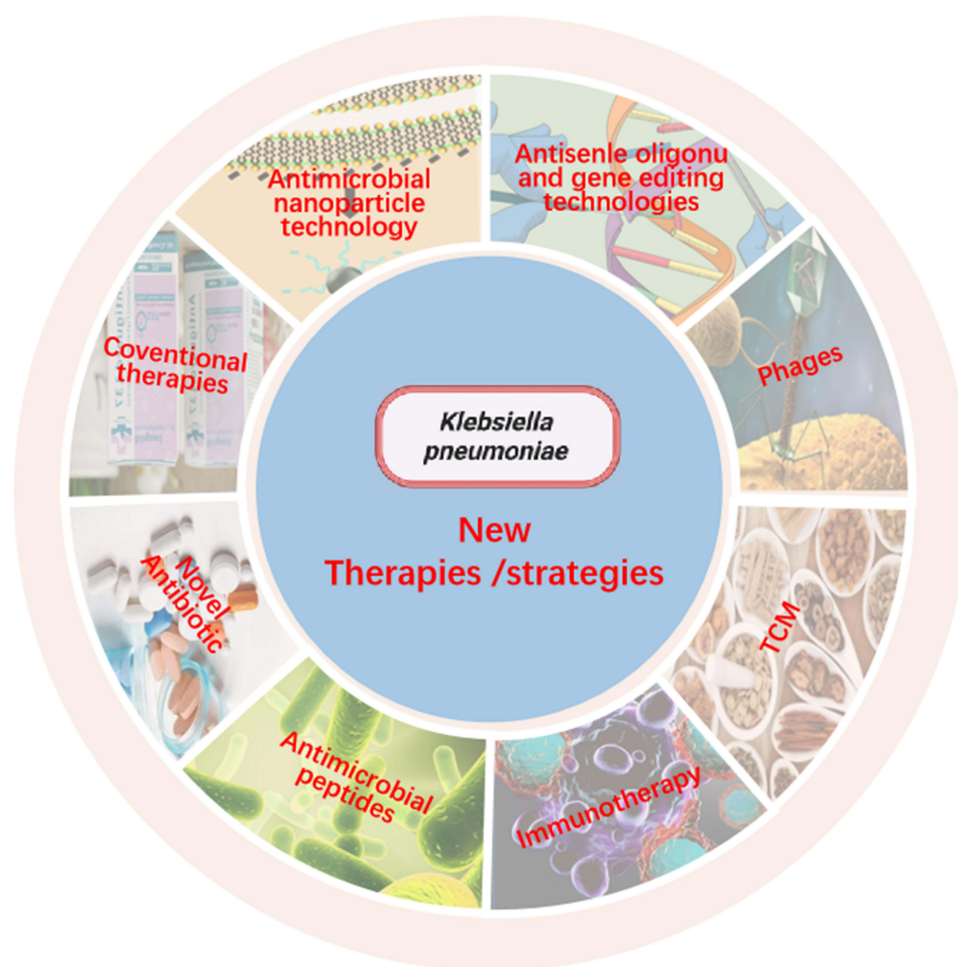 Antisenle oligonu
and gene editing
technologies
Phages
TCM
Immunotherapy
Antimicrobial
peptides
Novel
Antibiotic
Coventional
therapies
Antimicrobial
nanoparticle
technology
Klebsiella
pneumoniae
New
Therapies /strategies